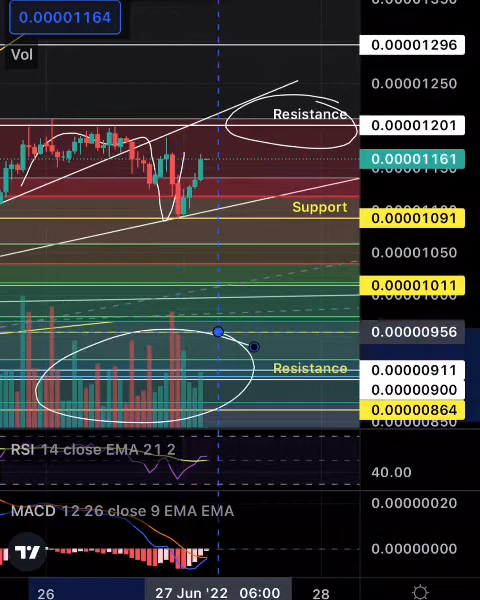 0.00001164
Vol
0.00001296
0.00001250
Resistance
0.00001201
0.00001161
Support
0.00001091
0.00001050
0.00001011
0.00000956
Resistance
0.00000911
0.00000900
0.00000864
0.00000850
RSI 14 close EMA 21 2
40.00
0.00000020
MACD 12 26 close 9 EMA EMA
0.00000000
26
27 Jun '22 06:00
28